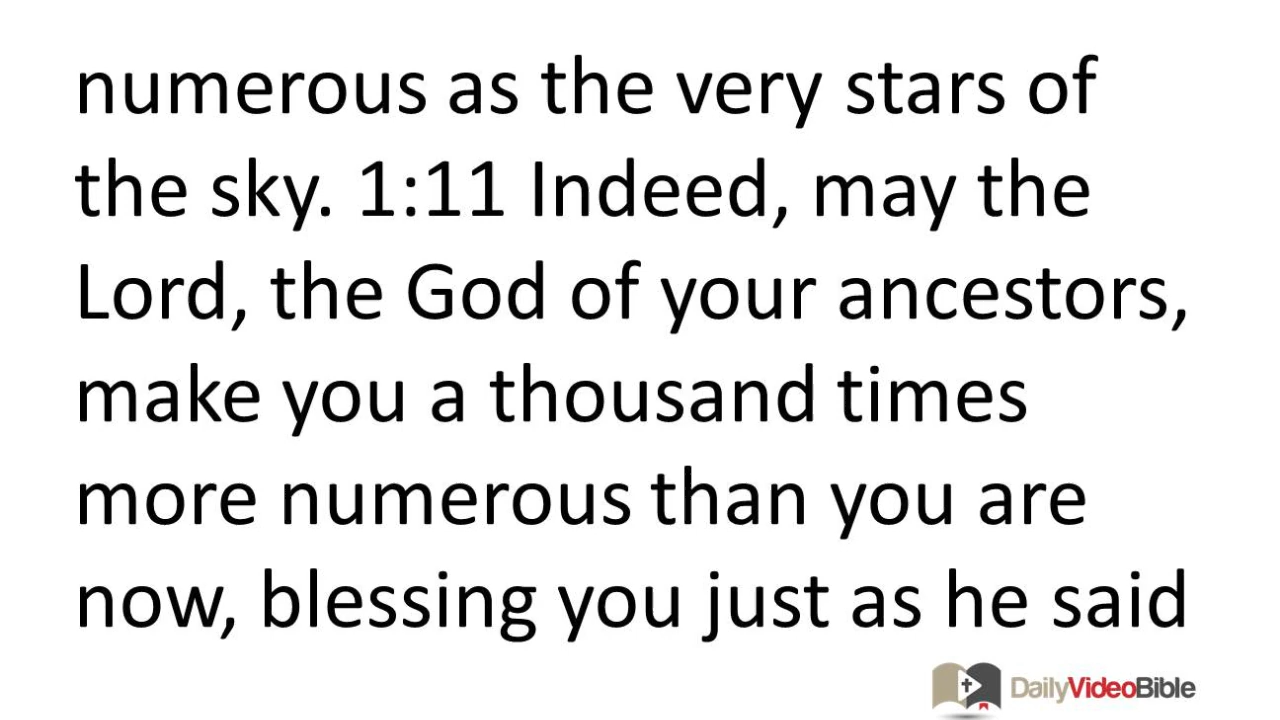 numerous as the very stars of
the sky. 1:11 Indeed, may the
Lord, the God of your ancestors,
make you a thousand times
more numerous than you are
now, blessing you just as he said
DailyVideoBible